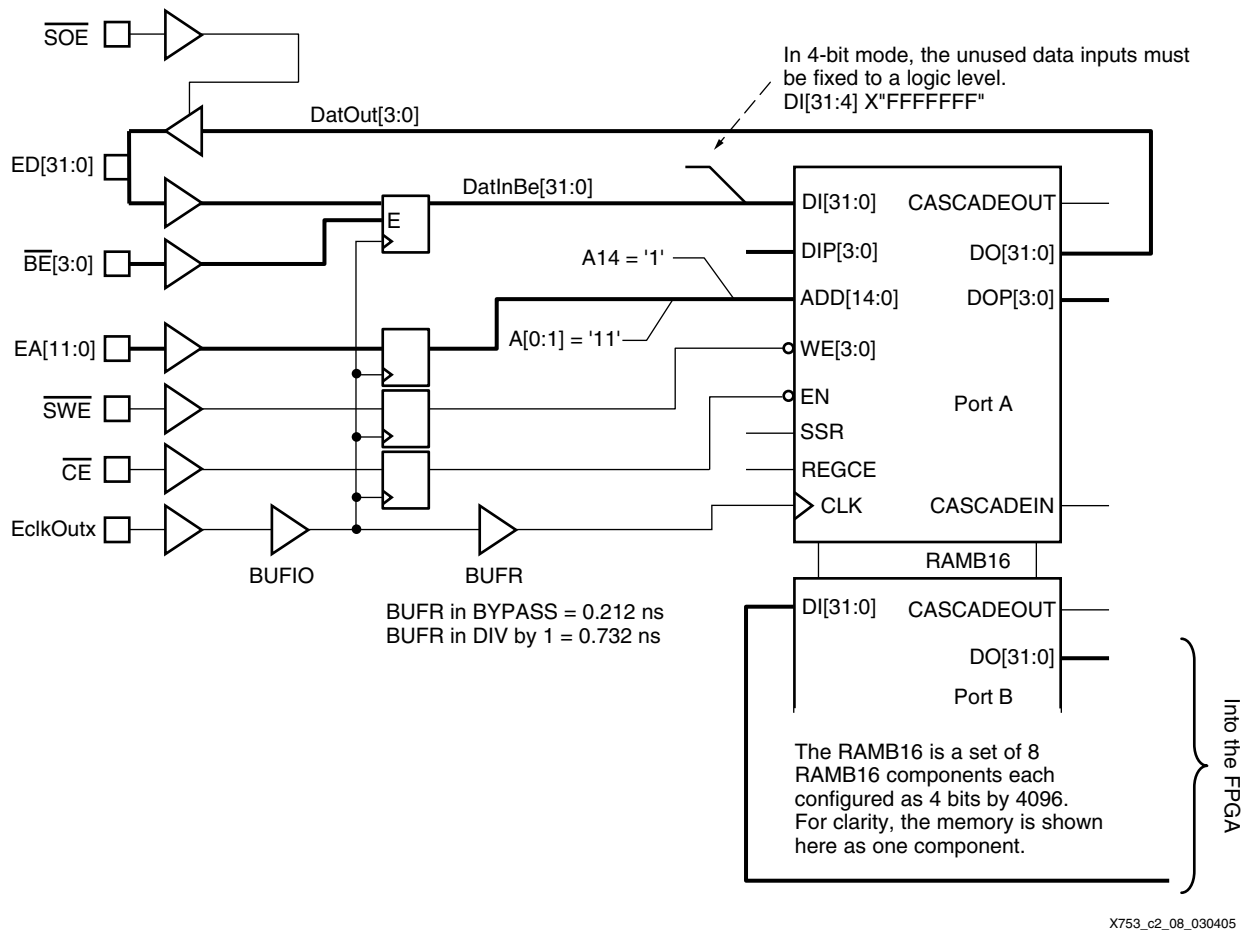 SOE
In 4-bit mode, the unused data inputs must
be fixed to a logic level.
DI[31:4] X"FFFFFFF"
DatOut[3:0]
ED[31:0]
DatInBe[31:0]
DI[31:0]
CASCADEOUT
E
BE[3:0]
A14 = '1'
DIP[3:0]
DO[31:0]
ADD[14:0]
DOP[3:0]
EA[11:0]
A[0:1] = '11'
WE[3:0]
SWE
EN
Port A
SSR
CE
REGCE
EclkOutx
CLK
CASCADEIN
BUFIO
BUFR
RAMB16
BUFR in BYPASS = 0.212 ns
BUFR in DIV by 1 = 0.732 ns
DI[31:0]
CASCADEOUT
DO[31:0]
Port B
Into the FPGA
The RAMB16 is a set of 8
RAMB16 components each
configured as 4 bits by 4096.
For clarity, the memory is shown
here as one component.
X753_c2_08_030405